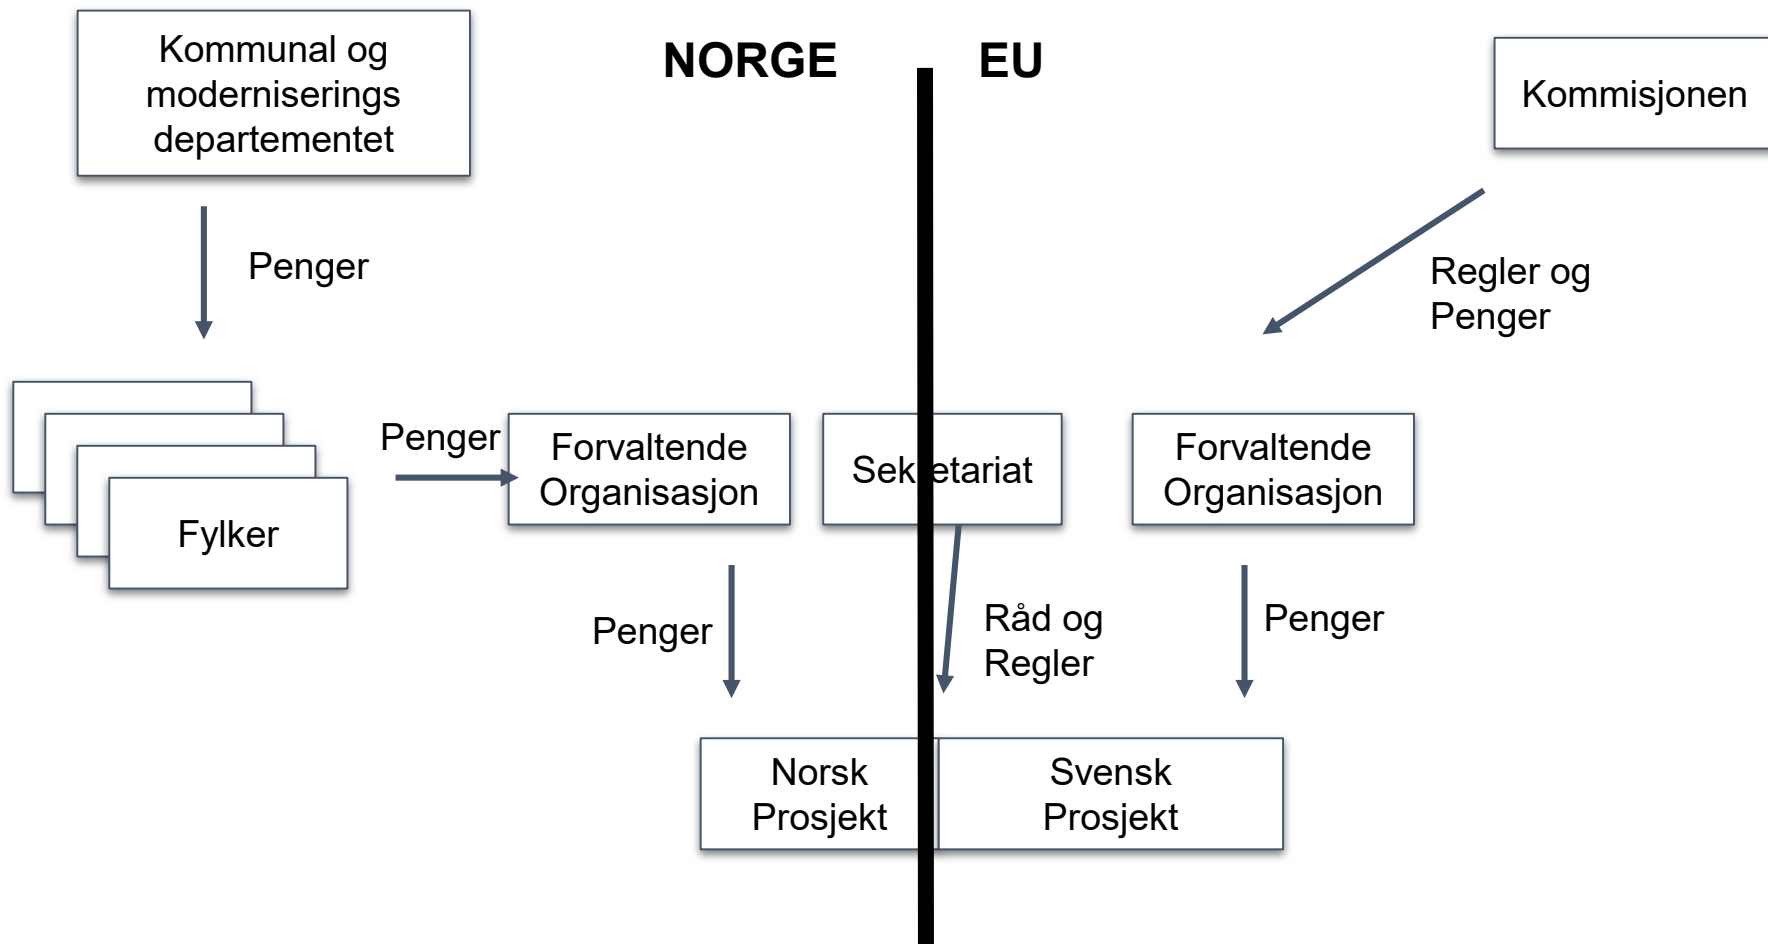 Kommunal og
moderniserings
departementet
NORGE
EU
Kommisjonen
Penger
Regler og
Penger
Penger
Forvaltende
Organisasjon
Sekretariat
Forvaltende
Organisasjon
Fylker
Penger
Råd og
Regler
Penger
Norsk
Prosjekt
Svensk
Prosjekt